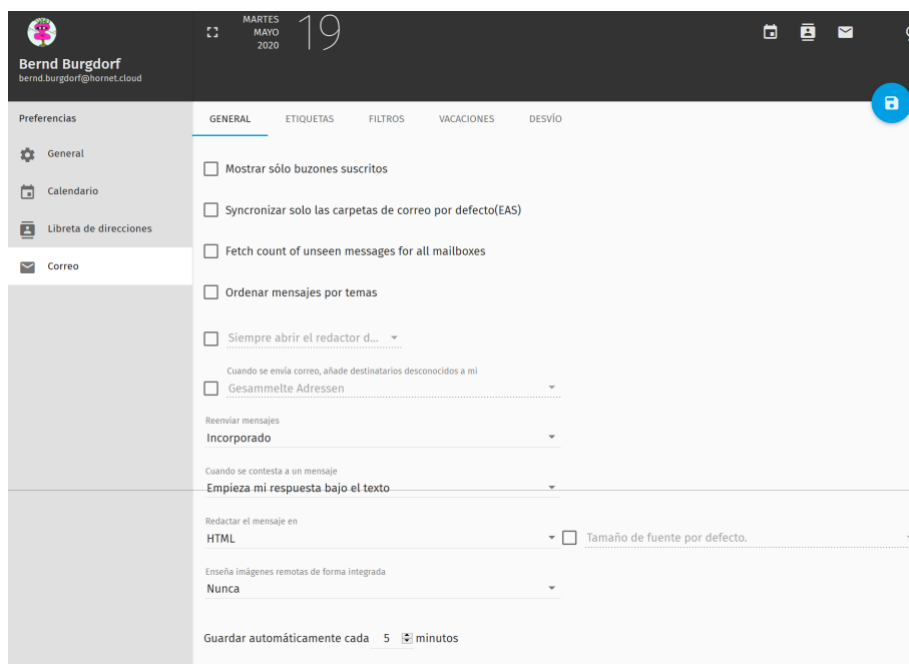 MARTES
MAYO
2020
19
Bernd Burgdorf
bernd.burgdorf@hornet.cloud
Preferencias
General
Calendario
Libreta de direcciones
Correo
GENERAL ETIQUETAS FILTROS VACACIONES DESVÍO
Mostrar sólo buzones suscritos
Syncronizar solo las carpetas de correo por defecto(EAS)
Fetch count of unseen messages for all mailboxes
Ordenar mensajes por temas
Siempre abrir el redactor d...
Cuando se envía correo, añade destinatarios desconocidos a mi
Gesammelte Adressen
Reenviar mensajes
Incorporado
Cuando se contesta a un mensaje
Empieza mi respuesta bajo el texto
Redactar el mensaje en
HTML Tamaño de fuente por defecto.
Enseña imágenes remotas de forma integrada
Nunca
Guardar automáticamente cada 5 minutos